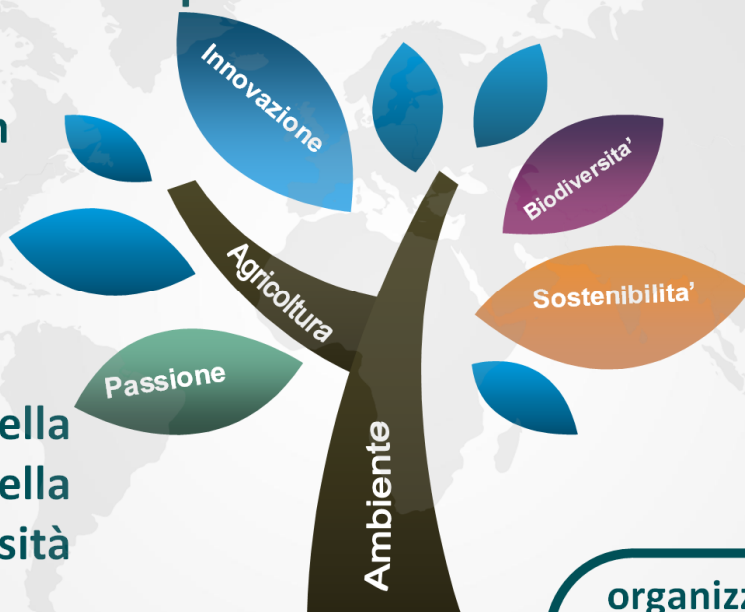 Innovazione
Biodiversita'
Agricoltura
Sostenibilita'
Passione
Ambiente
ella
ella
sità
organizz